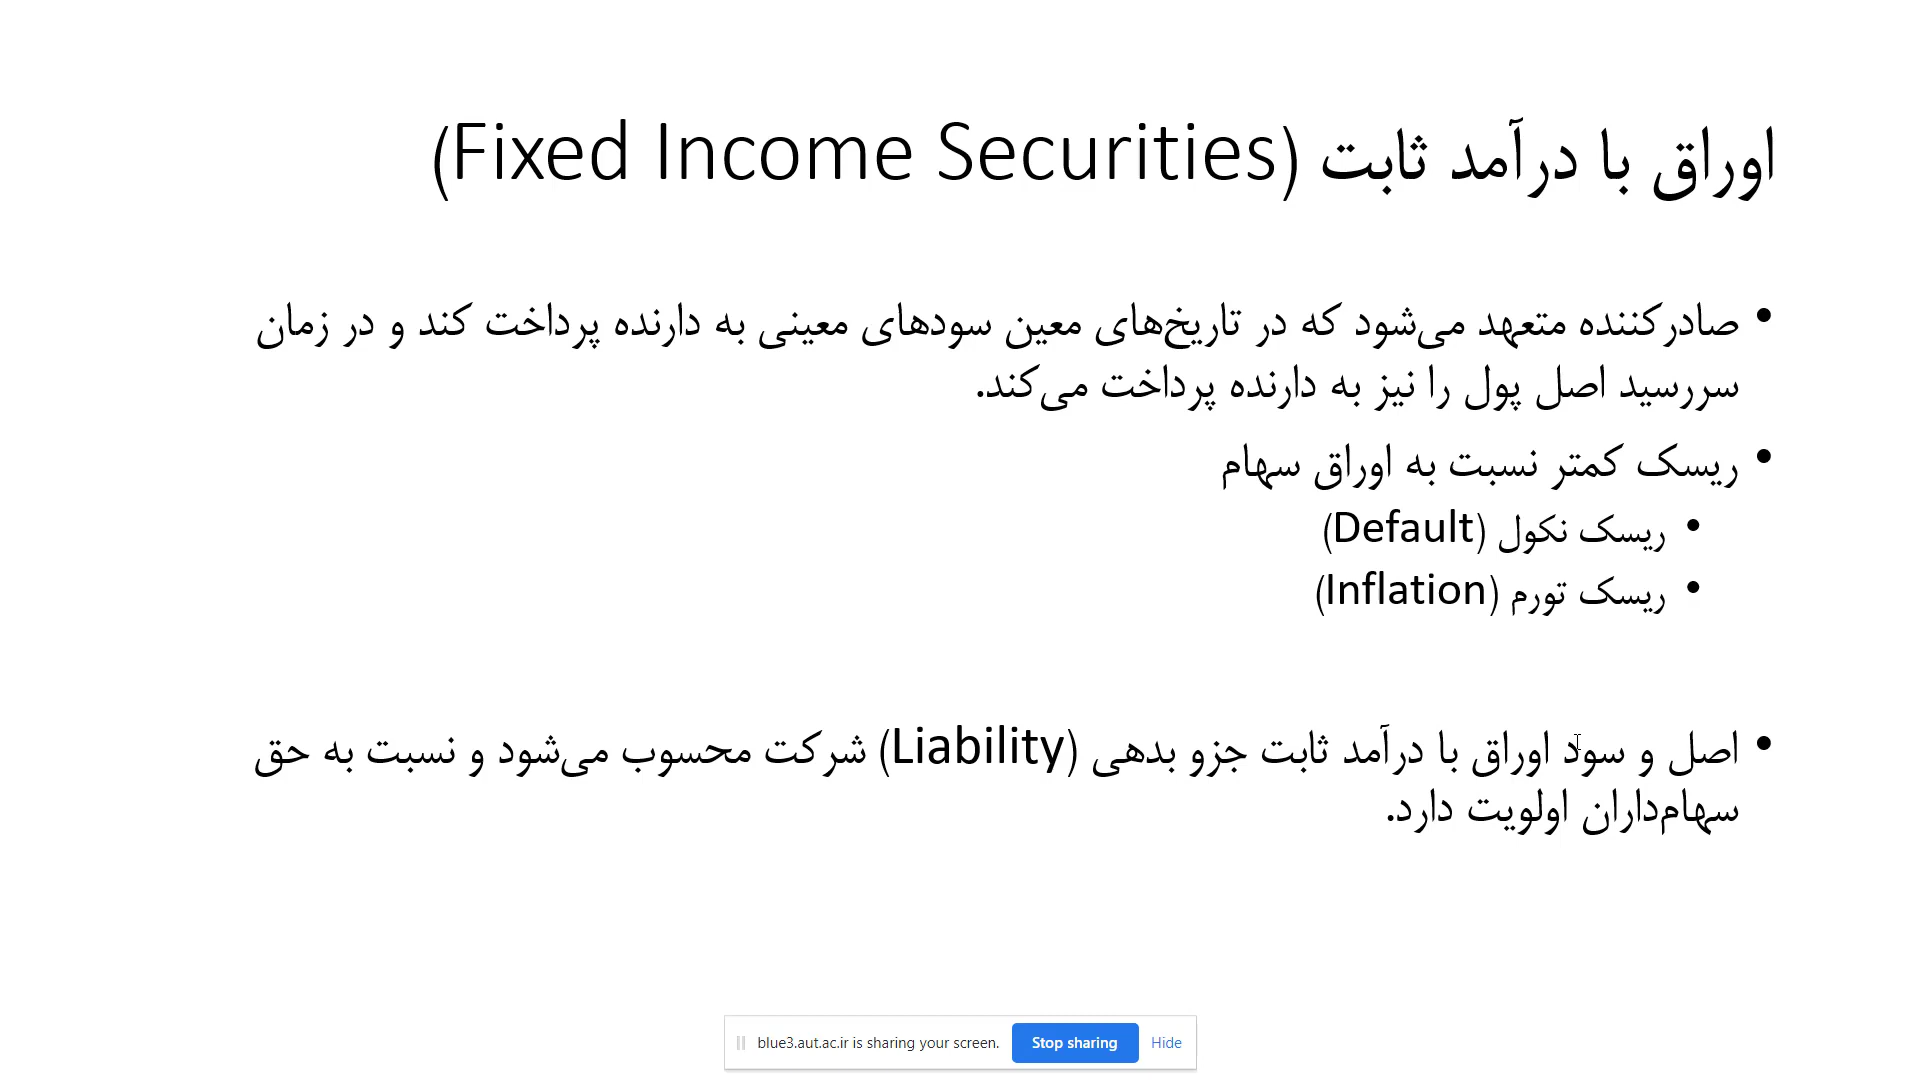 اوراق با درآمد ثابت (Fixed Income Securities)
• صادرکننده متعهد می‌شود که در تاریخ‌های معین سودهای معینی به دارنده پرداخت کند و در زمان
سررسید اصل پول را نیز به دارنده پرداخت می‌کند.
• ریسک کمتر نسبت به اوراق سهام
• ریسک نکول (Default)
• ریسک تورم (Inflation)
• اصل و سود اوراق با درآمد ثابت جزو بدهی (Liability) شرکت محسوب می‌شود و نسبت به حق
سهام‌داران اولویت دارد.
blue3.aut.ac.ir is sharing your screen. Stop sharing Hide